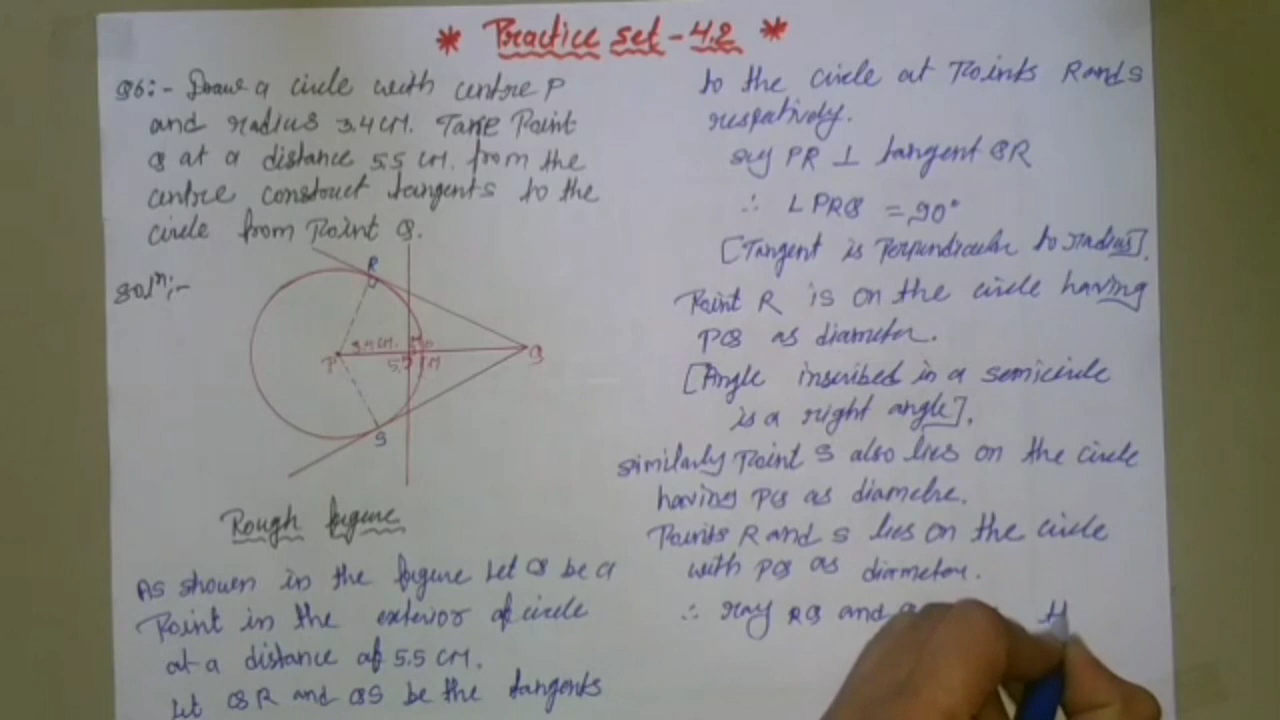 * Practice set - 4.2 *
Q6:- Draw a circle with centre P
and radius 3.4 cm. Take Point
Q at a distance 5.5 cm. from the
centre construct tangents to the
circle from Point Q.
Solⁿ:-
R
3.4 cm.
P
5.5
M
Q
S
Rough figure
As shown in the figure Let Q be a
Point in the exterior of circle
at a distance of 5.5 cm.
Let QR and QS be the tangents
to the circle at Points R and S
respatively.
seg PR ⊥ tangent QR
∴ ∠PRQ = 90°
[Tangent is Perpendicular to radius].
Point R is on the circle having
PQ as diameter.
[Angle inscribed in a semicircle
is a right angle].
similarly Point S also lies on the circle
having PQ as diametre.
Points R and S lies on the circle
with PQ as diameter.
∴ ray RQ and